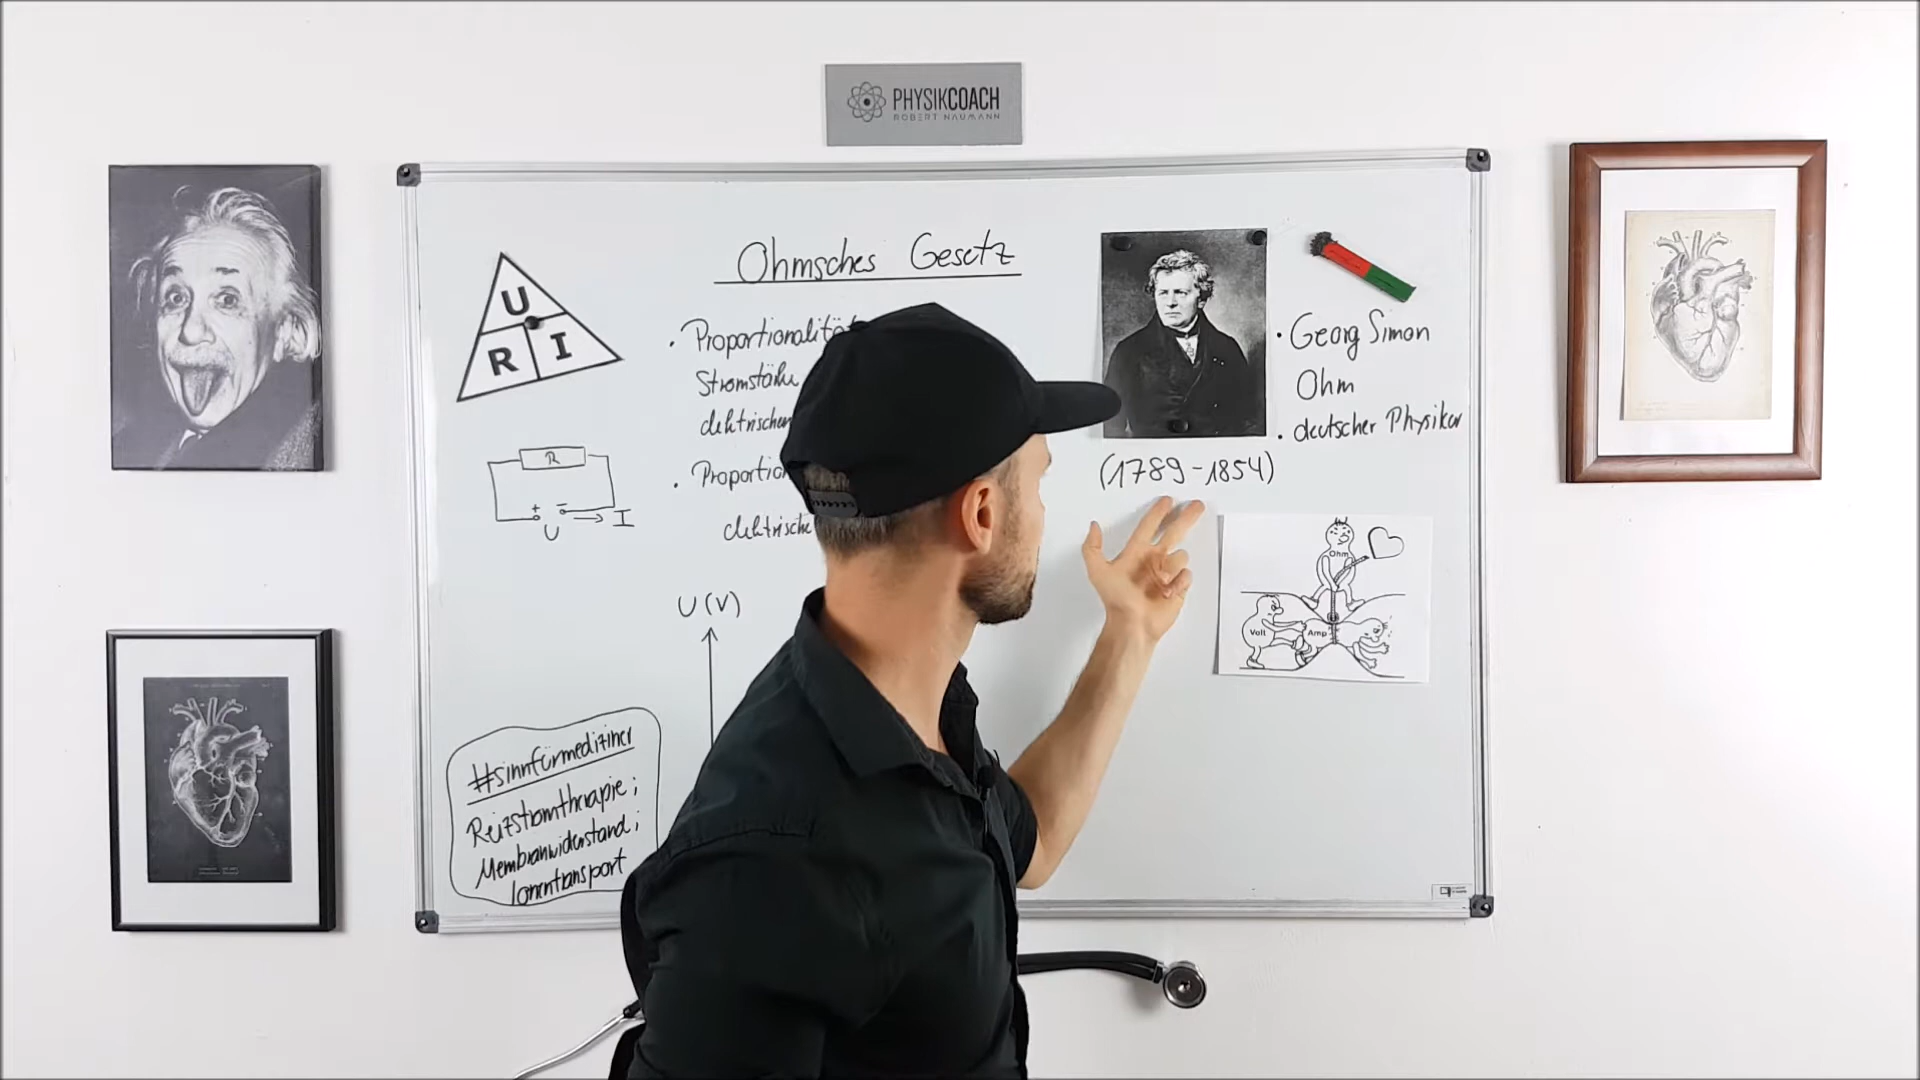 PHYSIKCOACH
ROBERT NAUMANN
Ohmsches Gesetz
U
R I
· Proportionalität
Stromstärke
elektrischen
· Proportion
elektrische
R
+ −
U
I
U (V)
#sinnfürmediziner
Reizstromtherapie;
Membranwiderstand;
Ionentransport
· Georg Simon
Ohm
· deutscher Physiker
(1789-1854)
Ohm
Volt
Amp